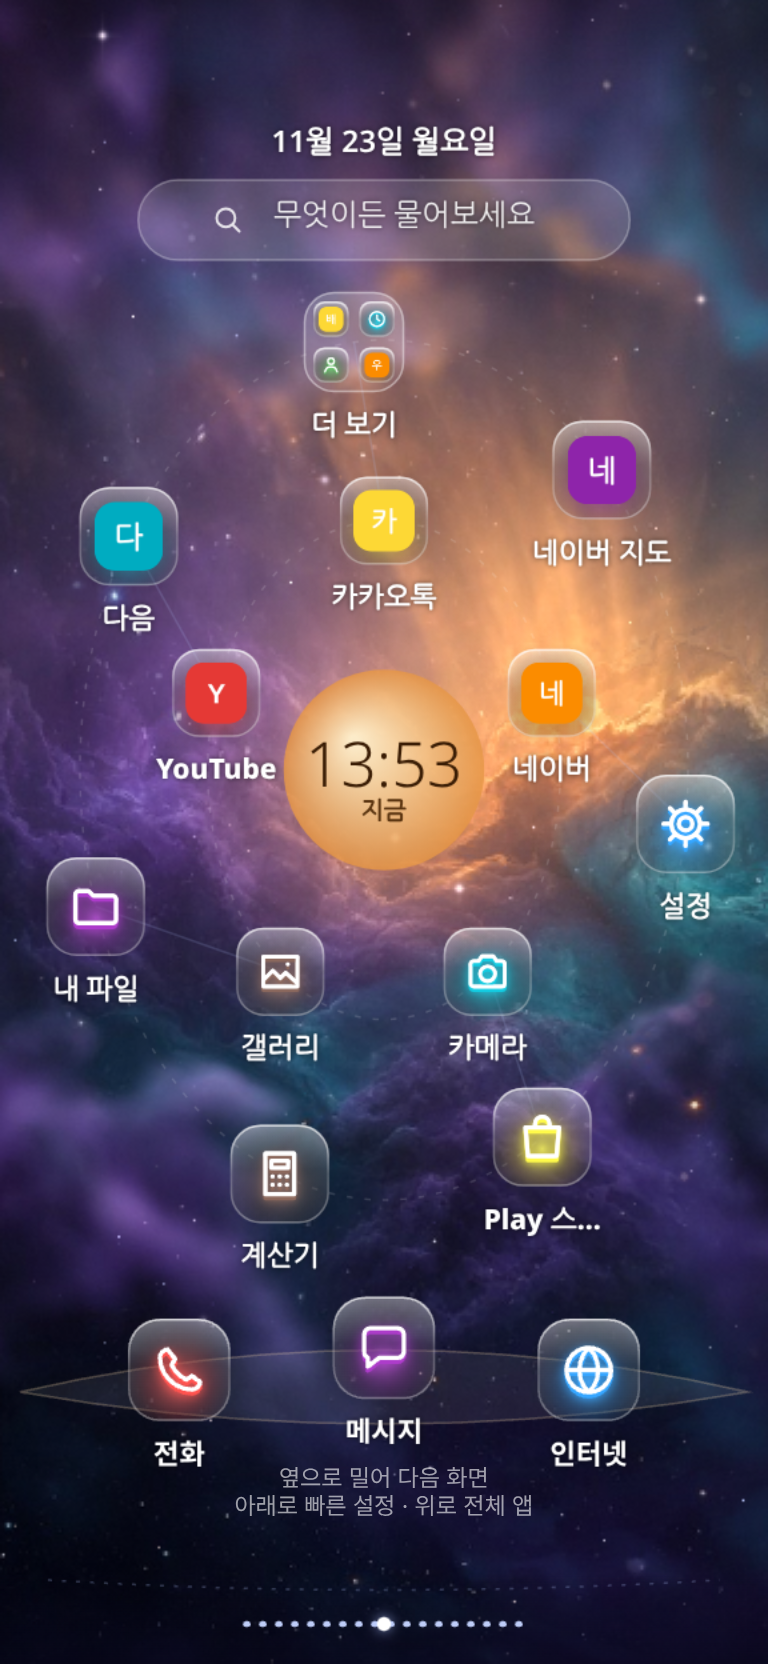 11월 23일 월요일
무엇이든 물어보세요
배
우
더 보기
네
네이버 지도
다
다음
카
카카오톡
Y
YouTube
네
네이버
13:53
지금
설정
내 파일
갤러리
카메라
Play 스...
계산기
전화
메시지
인터넷
옆으로 밀어 다음 화면
아래로 빠른 설정 · 위로 전체 앱